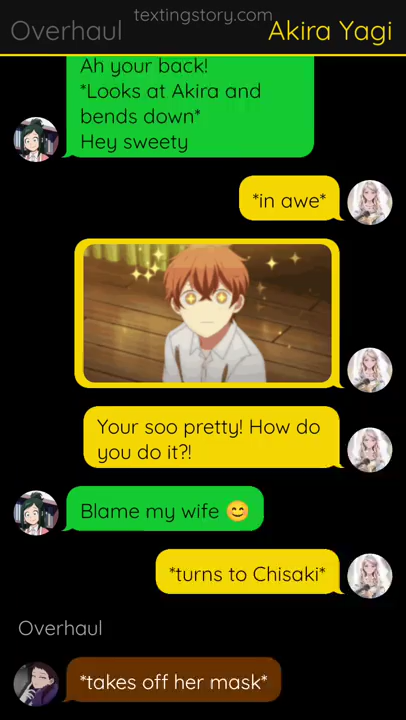 textingstory.com
Overhaul
Akira Yagi
Ah your back!
*Looks at Akira and
bends down*
Hey sweety
*in awe*
Your soo pretty! How do
you do it?!
Blame my wife 😊
*turns to Chisaki*
Overhaul
*takes off her mask*